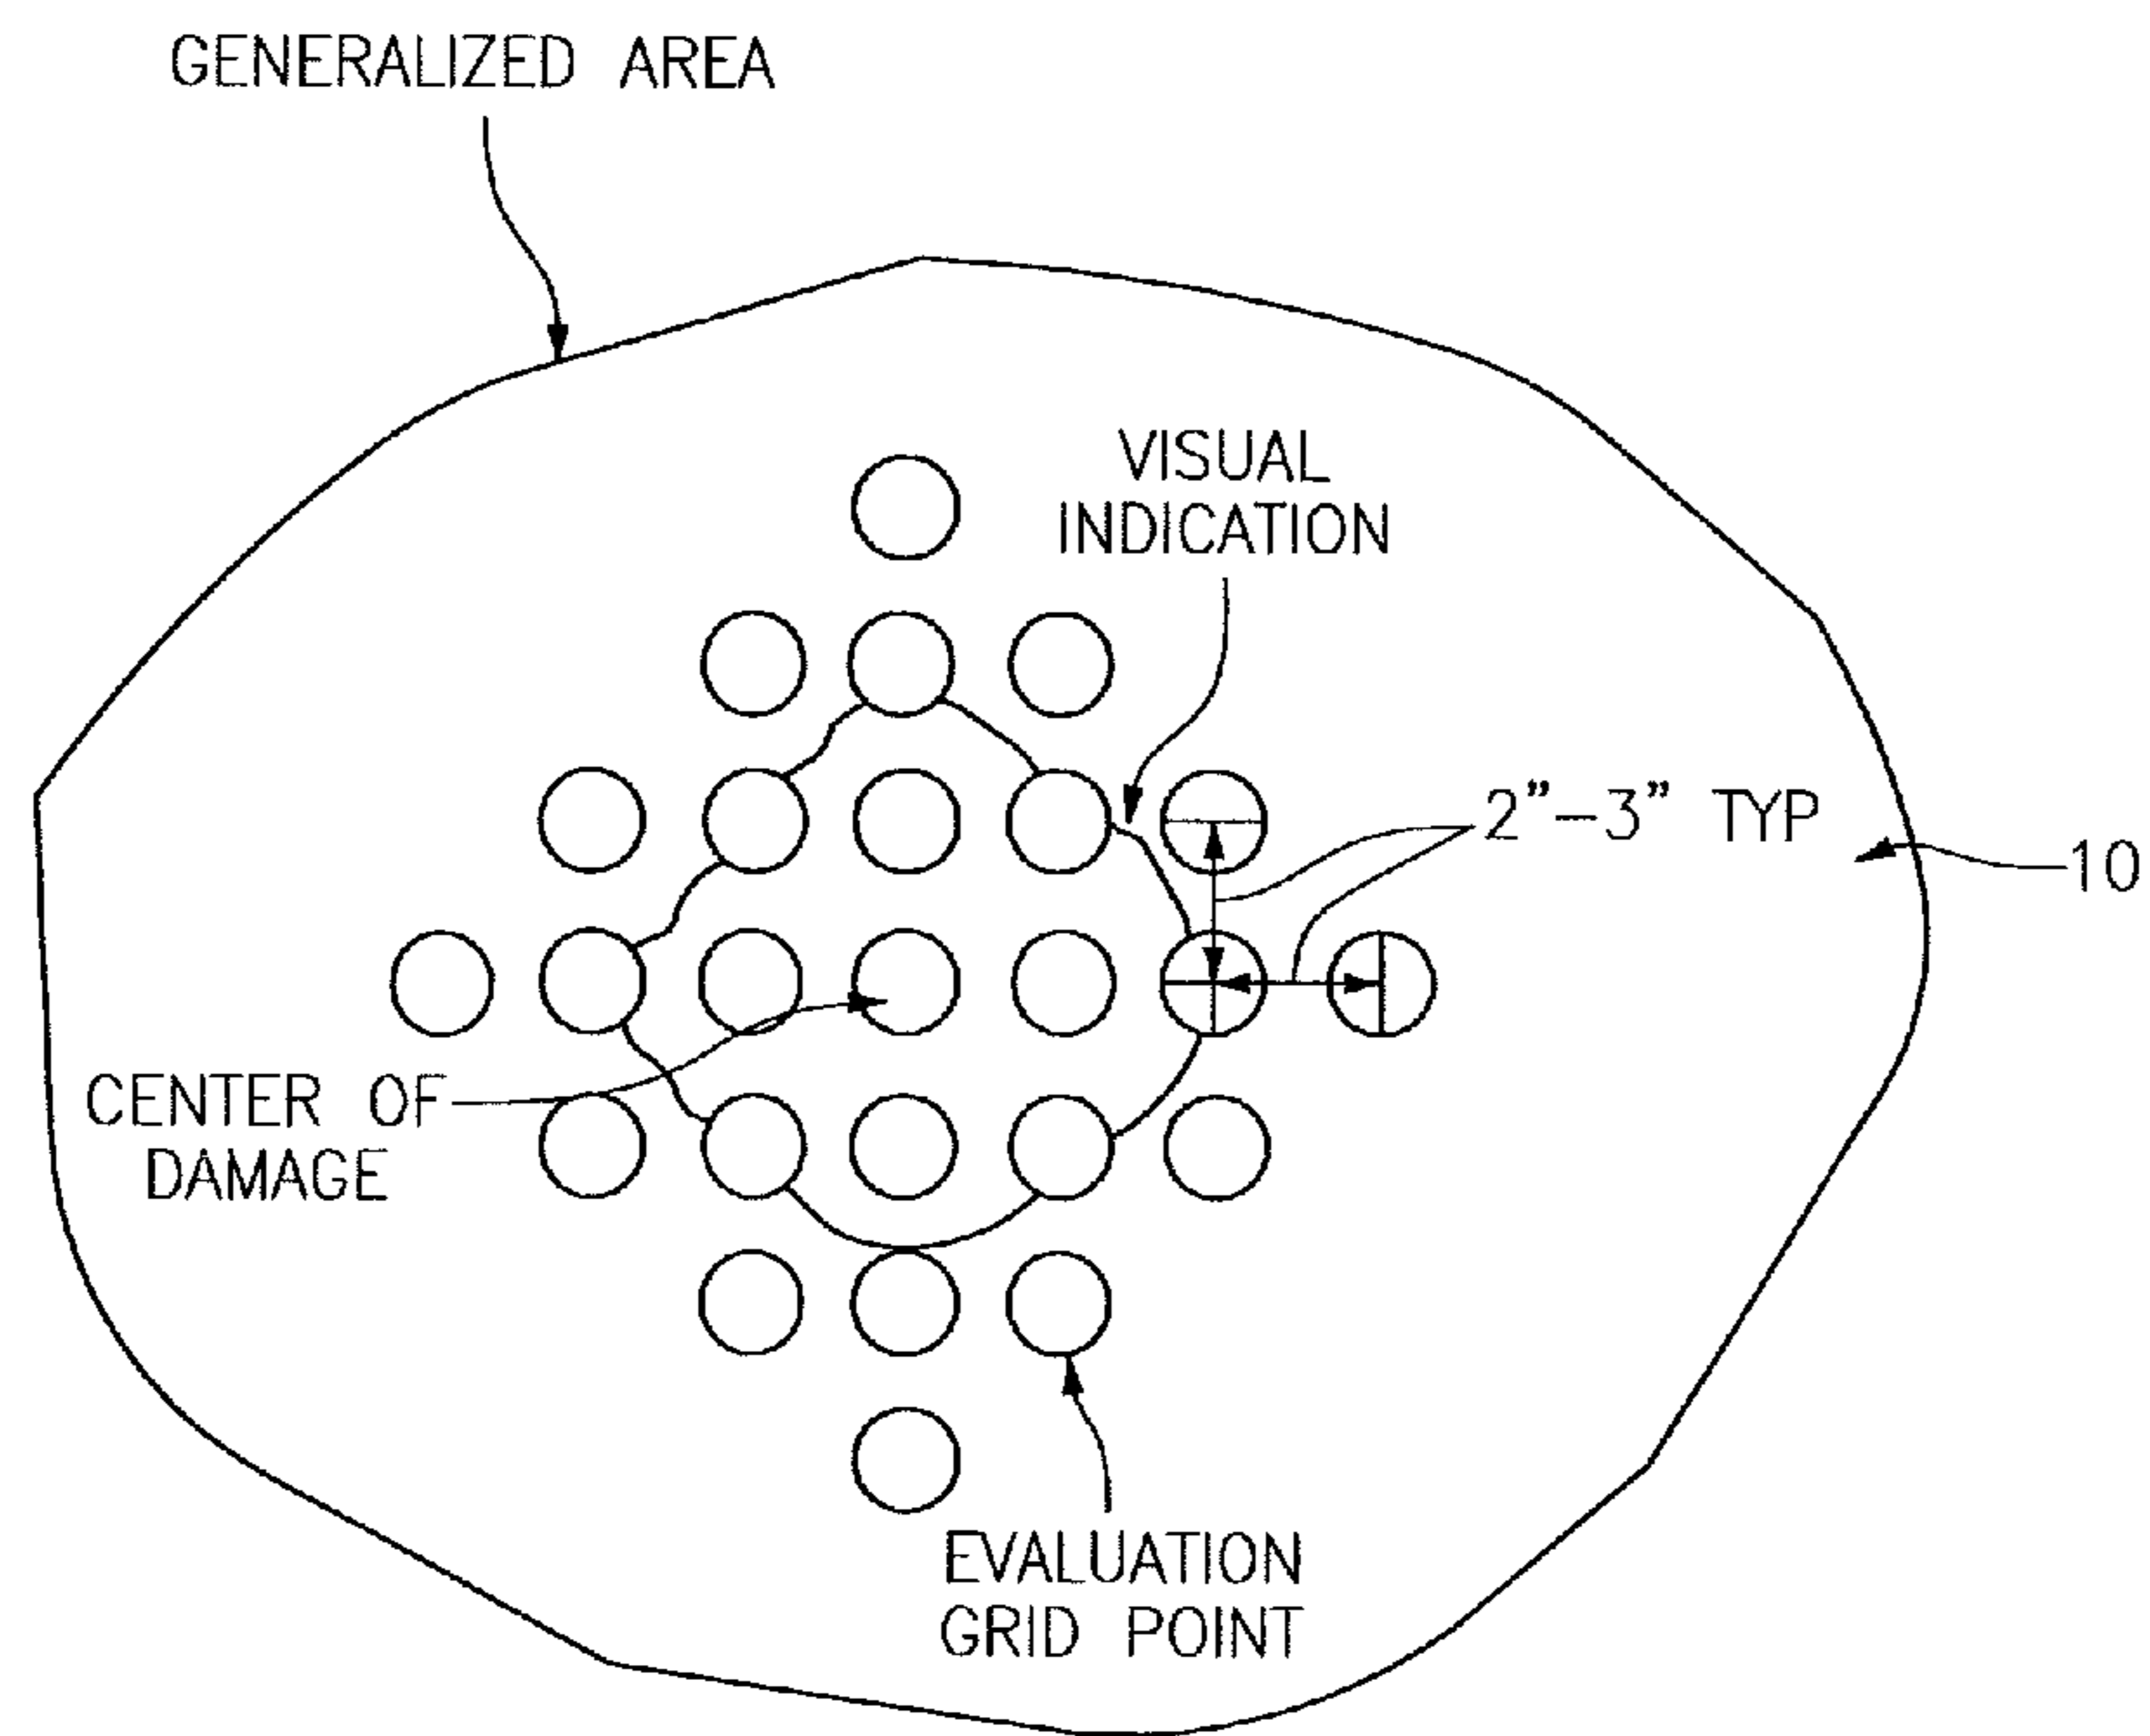 GENERALIZED AREA
VISUAL
INDICATION
2”-3” TYP
10
CENTER OF
DAMAGE
EVALUATION
GRID POINT